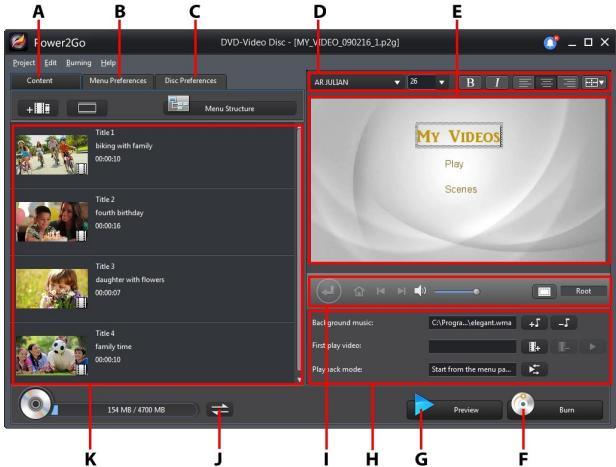 A B C D E
Power2Go DVD-Video Disc - [MY_VIDEO_090216_1.p2g]
Project Edit Burning Help
Content Menu Preferences Disc Preferences
AR JULIAN 26 B I
Menu Structure
Title 1
biking with family
00:00:10
Title 2
fourth birthday
00:00:16
Title 3
daughter with flowers
00:00:07
Title 4
family time
00:00:10
My Videos
Play
Scenes
Root
Background music: C:\Progra...\elegant.wma
First play video:
Playback mode: Start from the menu pa...
154 MB / 4700 MB
Preview Burn
K J I H G F